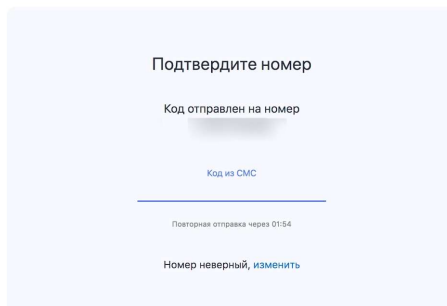 Подтвердите номер
Код отправлен на номер
Код из СМС
Повторная отправка через 01:54
Номер неверный, изменить